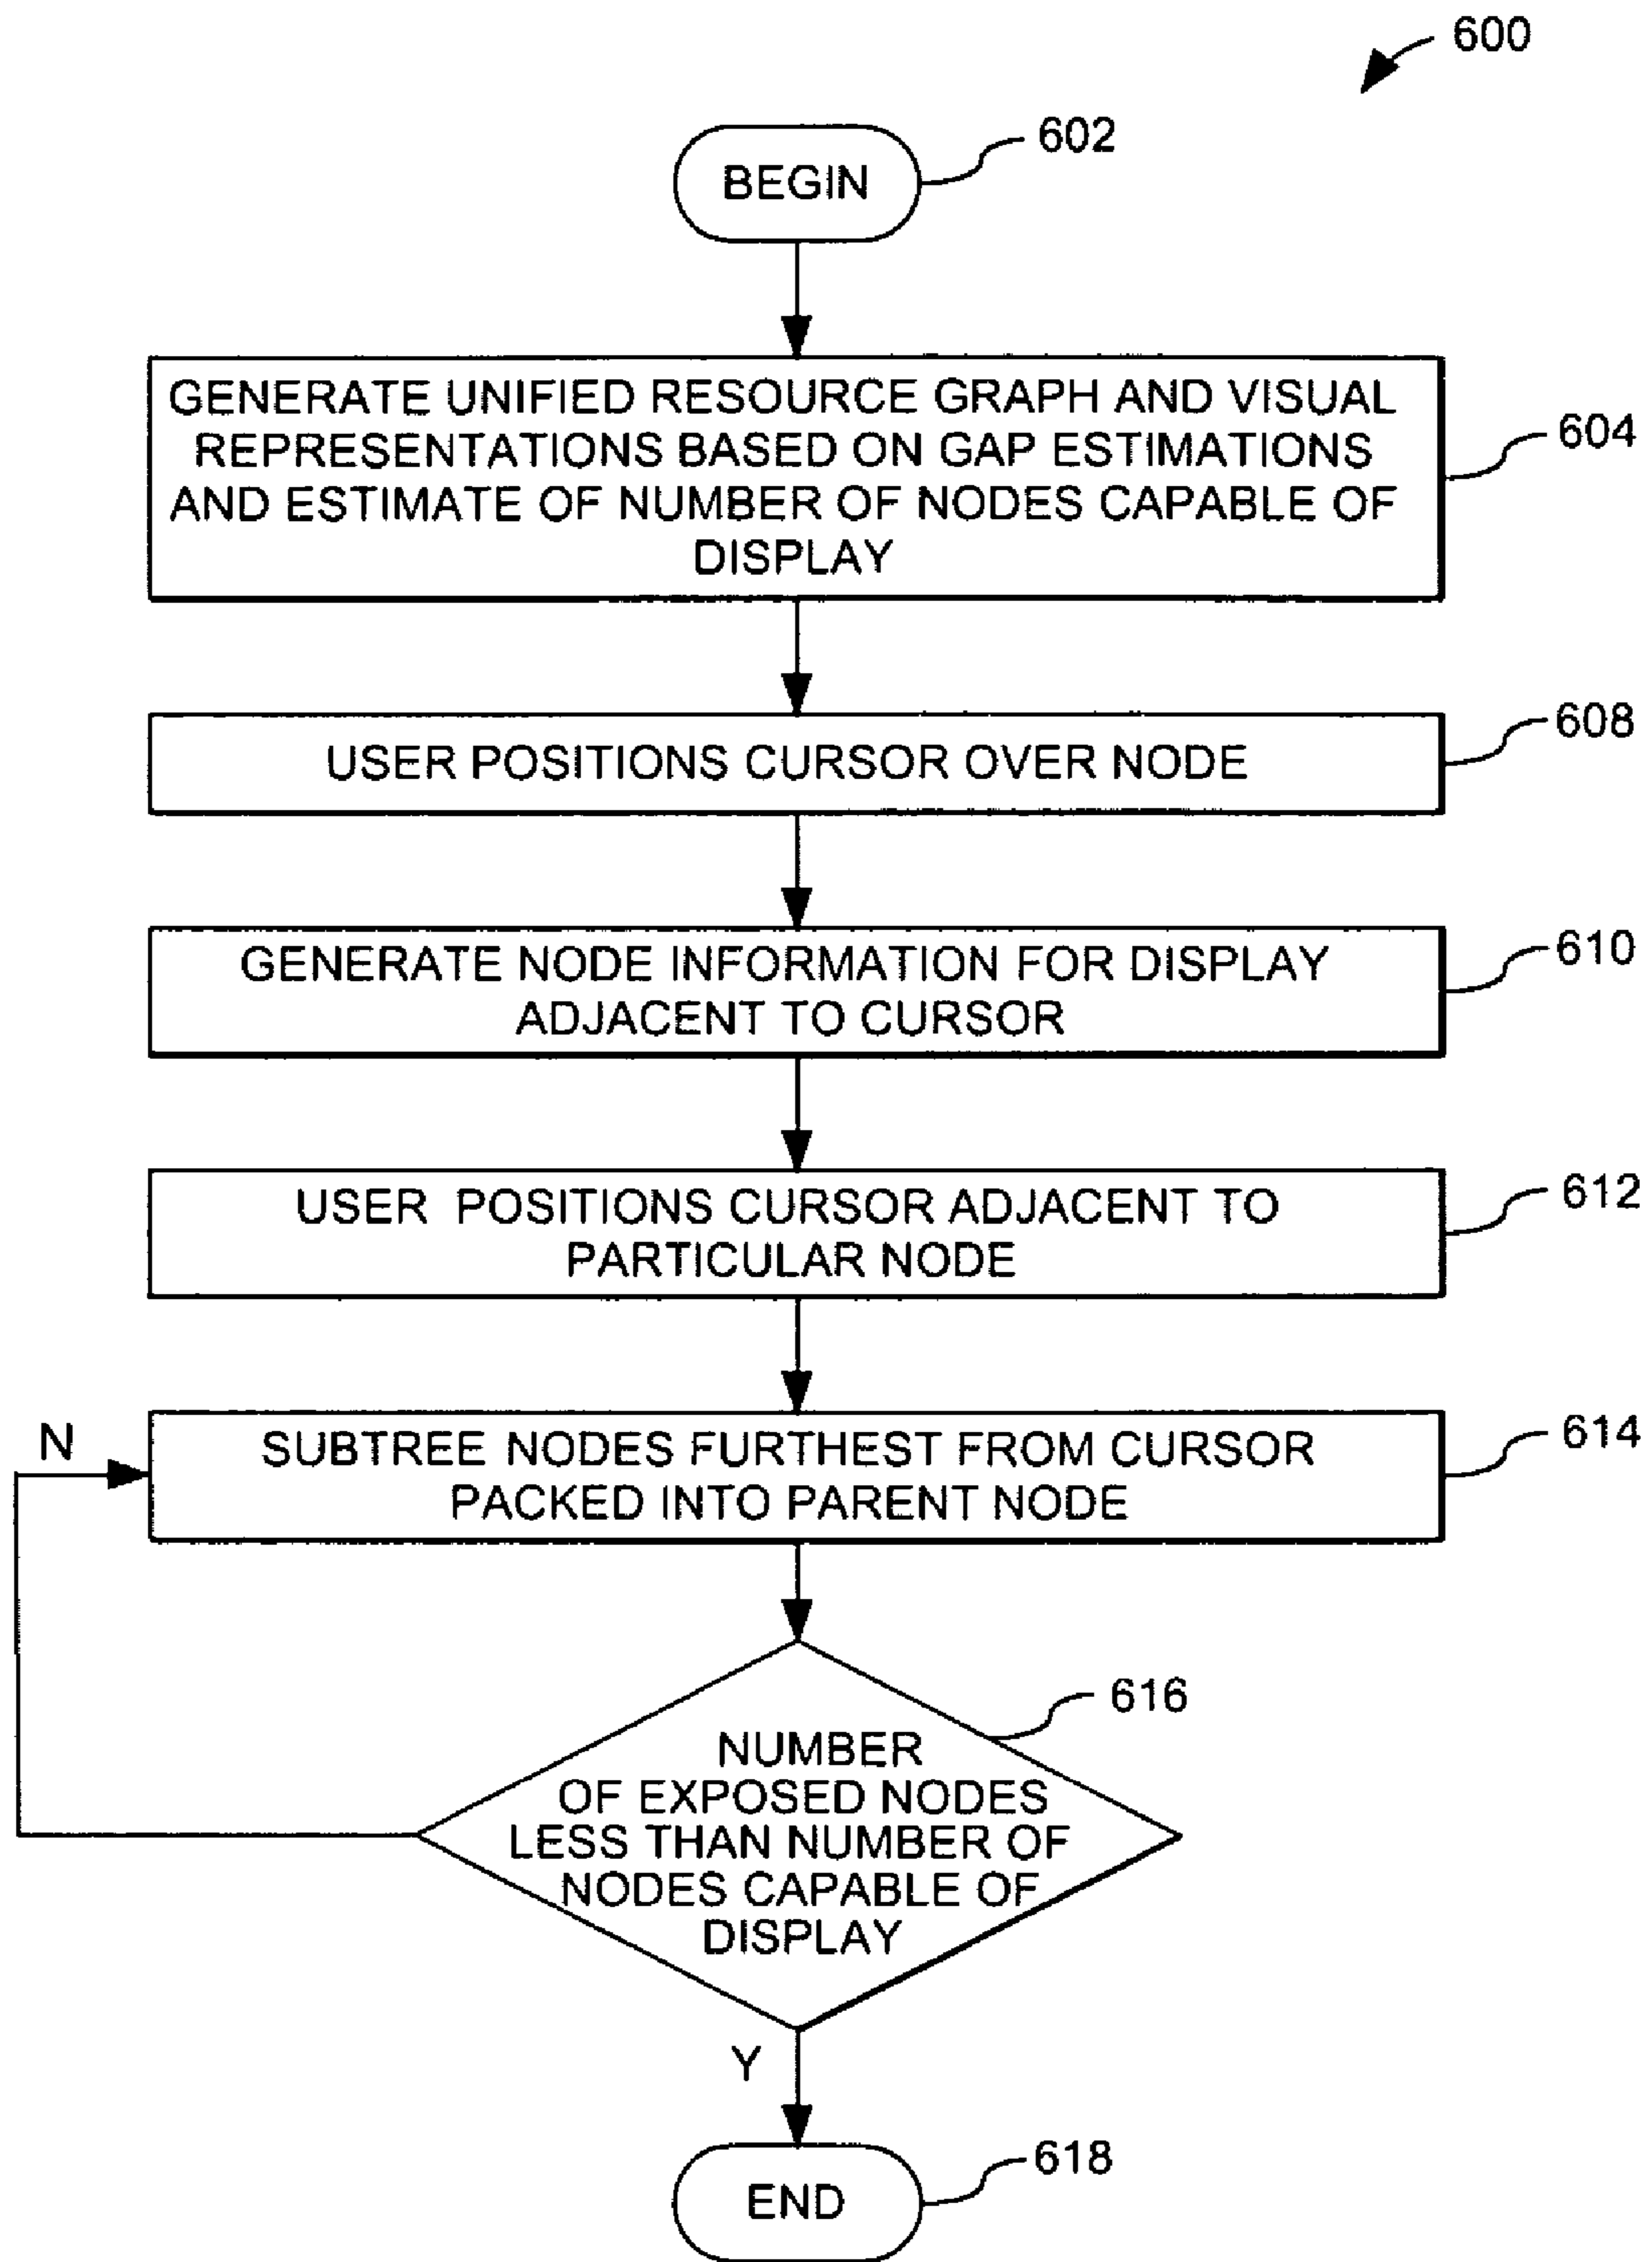 600
602
BEGIN
GENERATE UNIFIED RESOURCE GRAPH AND VISUAL
REPRESENTATIONS BASED ON GAP ESTIMATIONS
AND ESTIMATE OF NUMBER OF NODES CAPABLE OF
DISPLAY
604
USER POSITIONS CURSOR OVER NODE
608
GENERATE NODE INFORMATION FOR DISPLAY
ADJACENT TO CURSOR
610
USER POSITIONS CURSOR ADJACENT TO
PARTICULAR NODE
612
N
SUBTREE NODES FURTHEST FROM CURSOR
PACKED INTO PARENT NODE
614
616
NUMBER
OF EXPOSED NODES
LESS THAN NUMBER OF
NODES CAPABLE OF
DISPLAY
Y
END
618